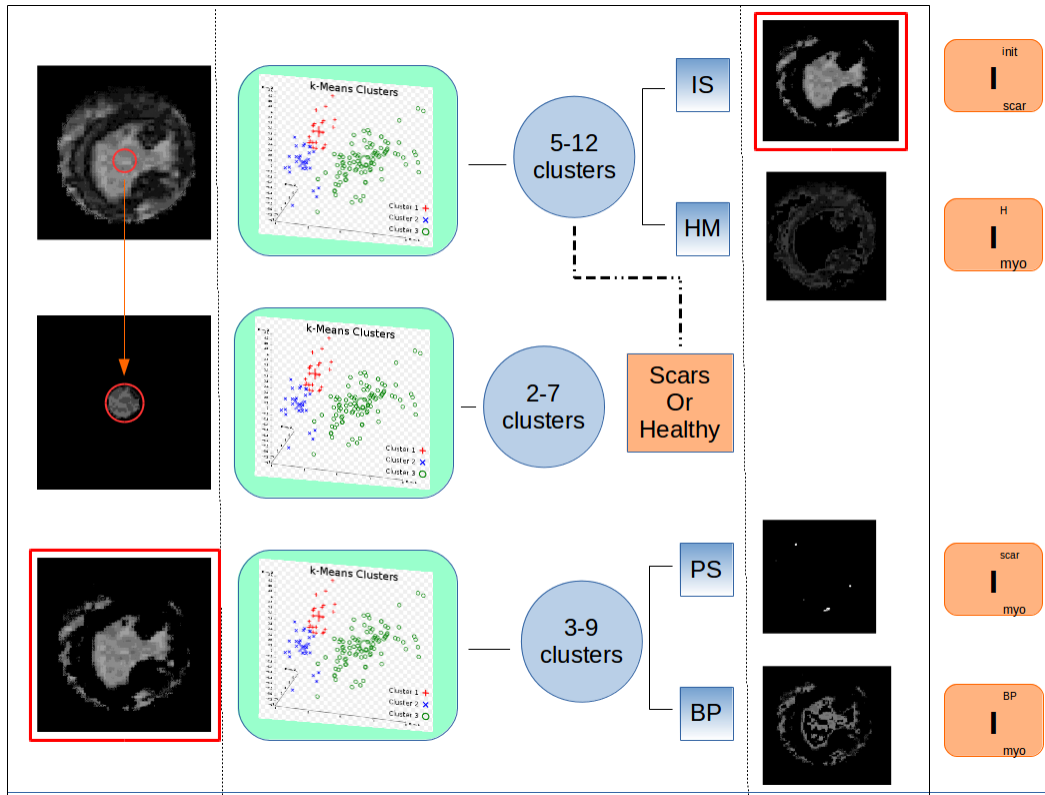 k-Means Clusters
Cluster 1
Cluster 2
Cluster 3
5-12
clusters
IS
HM
init
I
scar
H
I
myo
k-Means Clusters
Cluster 1
Cluster 2
Cluster 3
2-7
clusters
Scars
Or
Healthy
k-Means Clusters
Cluster 1
Cluster 2
Cluster 3
3-9
clusters
PS
BP
scar
I
myo
BP
I
myo